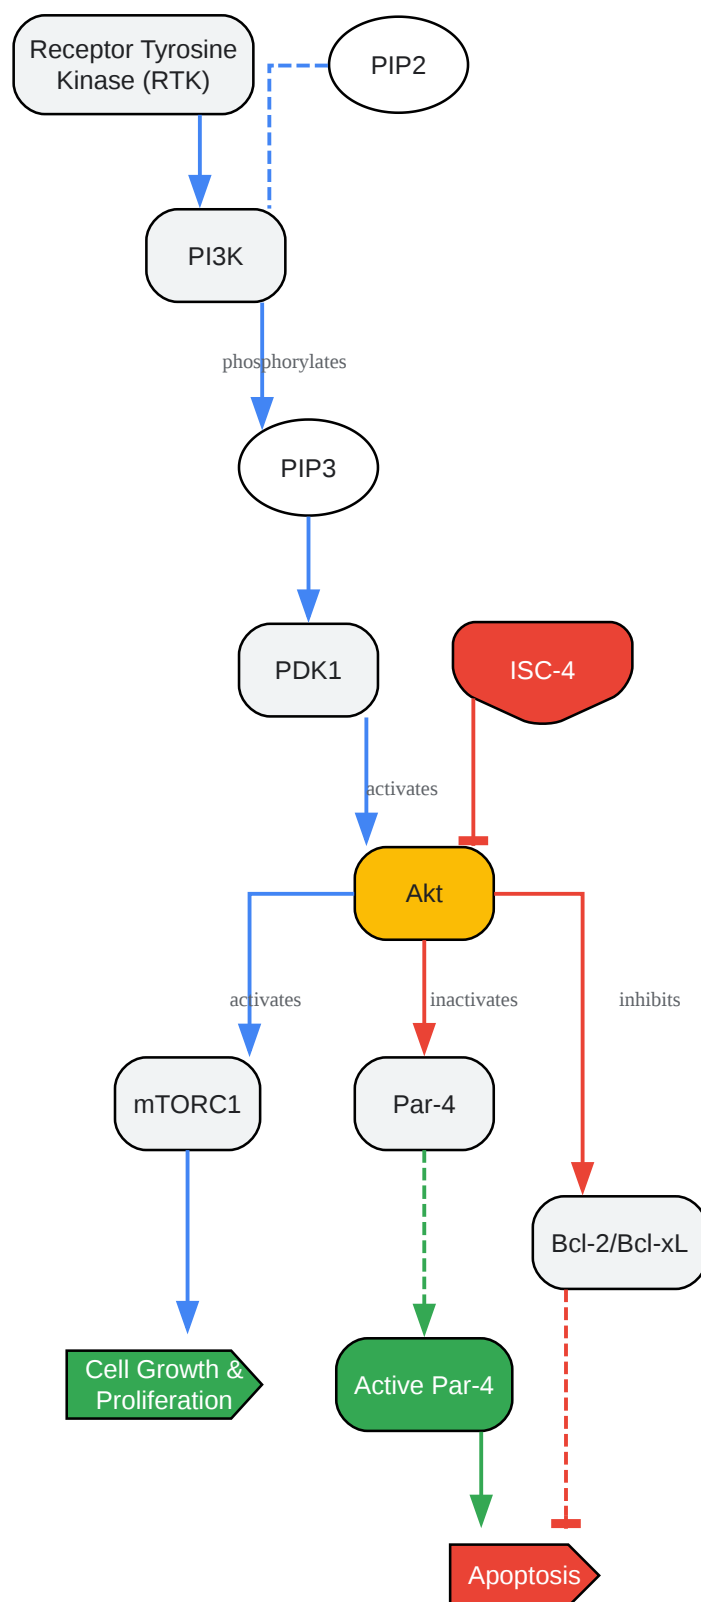 Receptor Tyrosine
Kinase (RTK)
PIP2
PI3K
phosphorylates
PIP3
PDK1
ISC-4
activates
Akt
activates
inactivates
inhibits
mTORC1
Par-4
Bcl-2/Bcl-xL
Cell Growth &
Proliferation
Active Par-4
Apoptosis